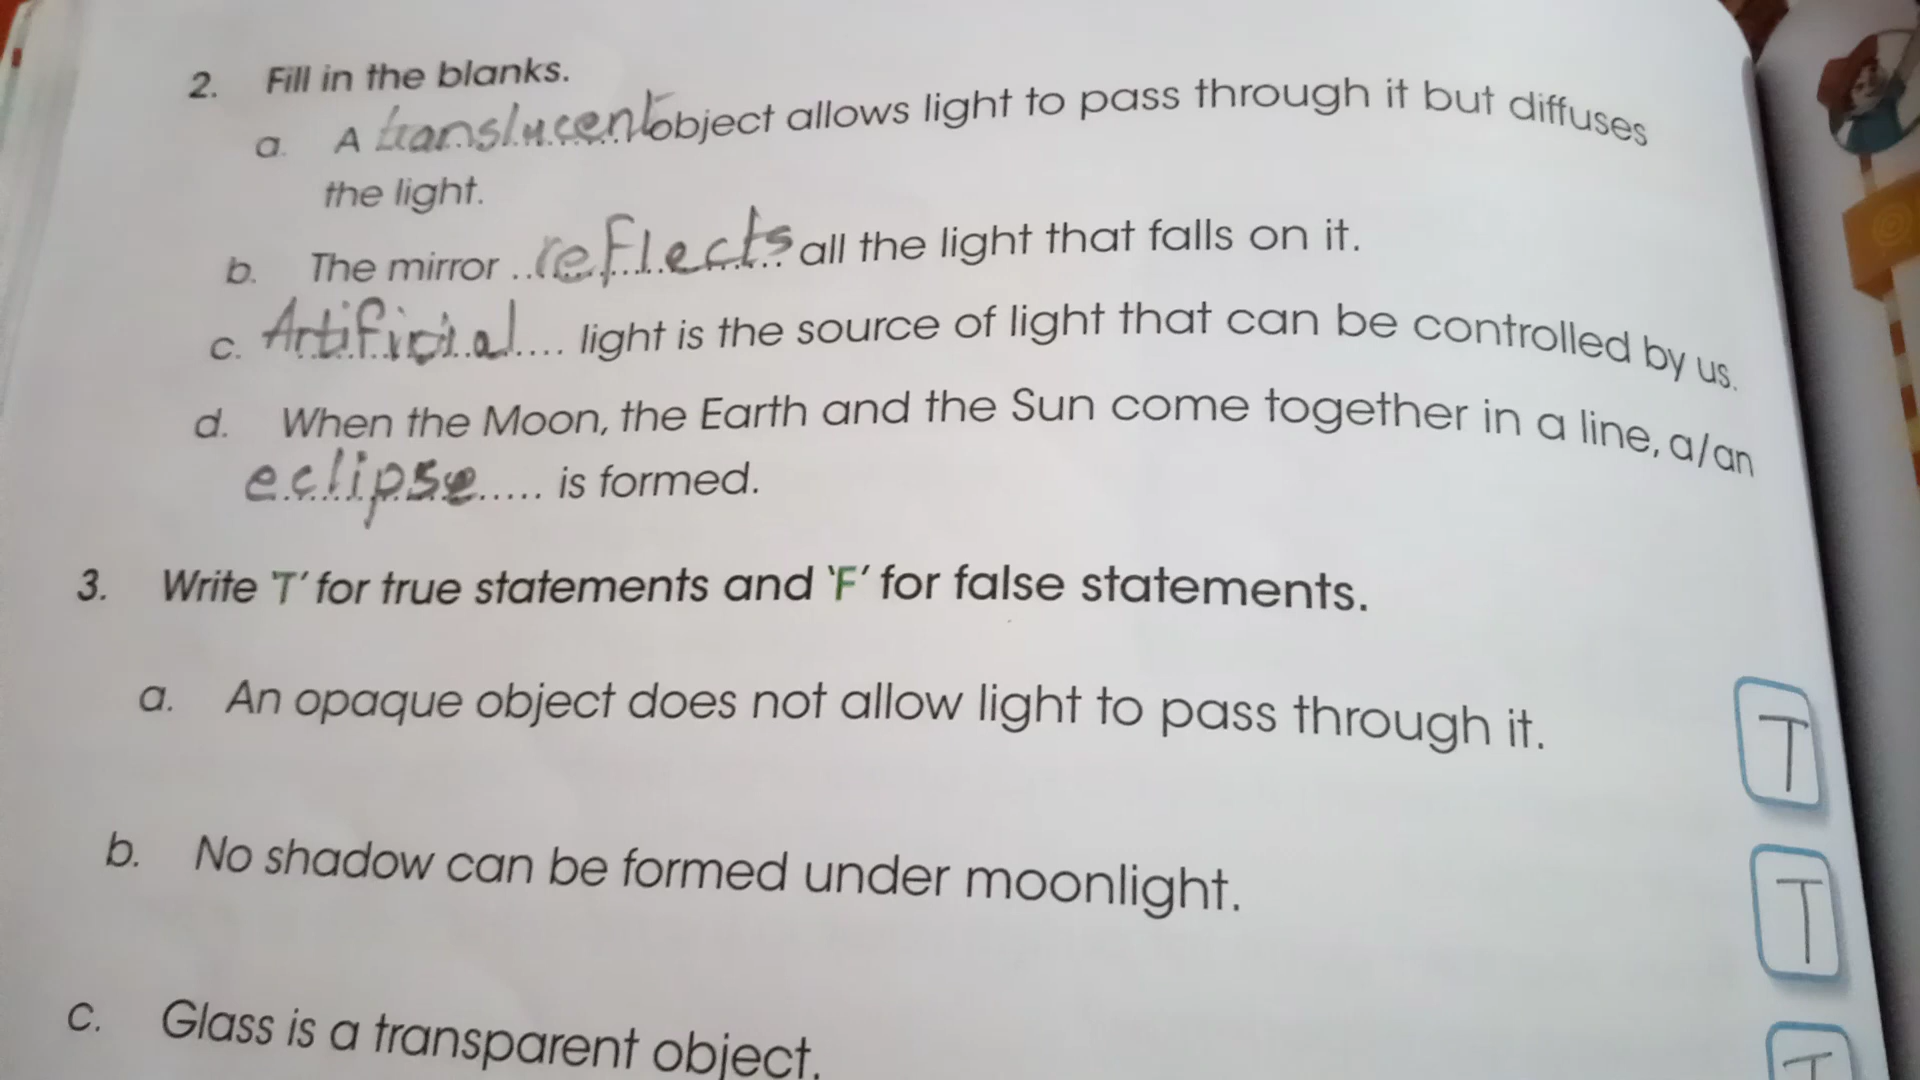 2. Fill in the blanks.
a. A translucent object allows light to pass through it but diffuses
the light.
b. The mirror ..reflects all the light that falls on it.
c. Artificial.... light is the source of light that can be controlled by us.
d. When the Moon, the Earth and the Sun come together in a line, a/an
eclipse..... is formed.
3. Write 'T' for true statements and 'F' for false statements.
a. An opaque object does not allow light to pass through it. T
b. No shadow can be formed under moonlight. T
c. Glass is a transparent object. T